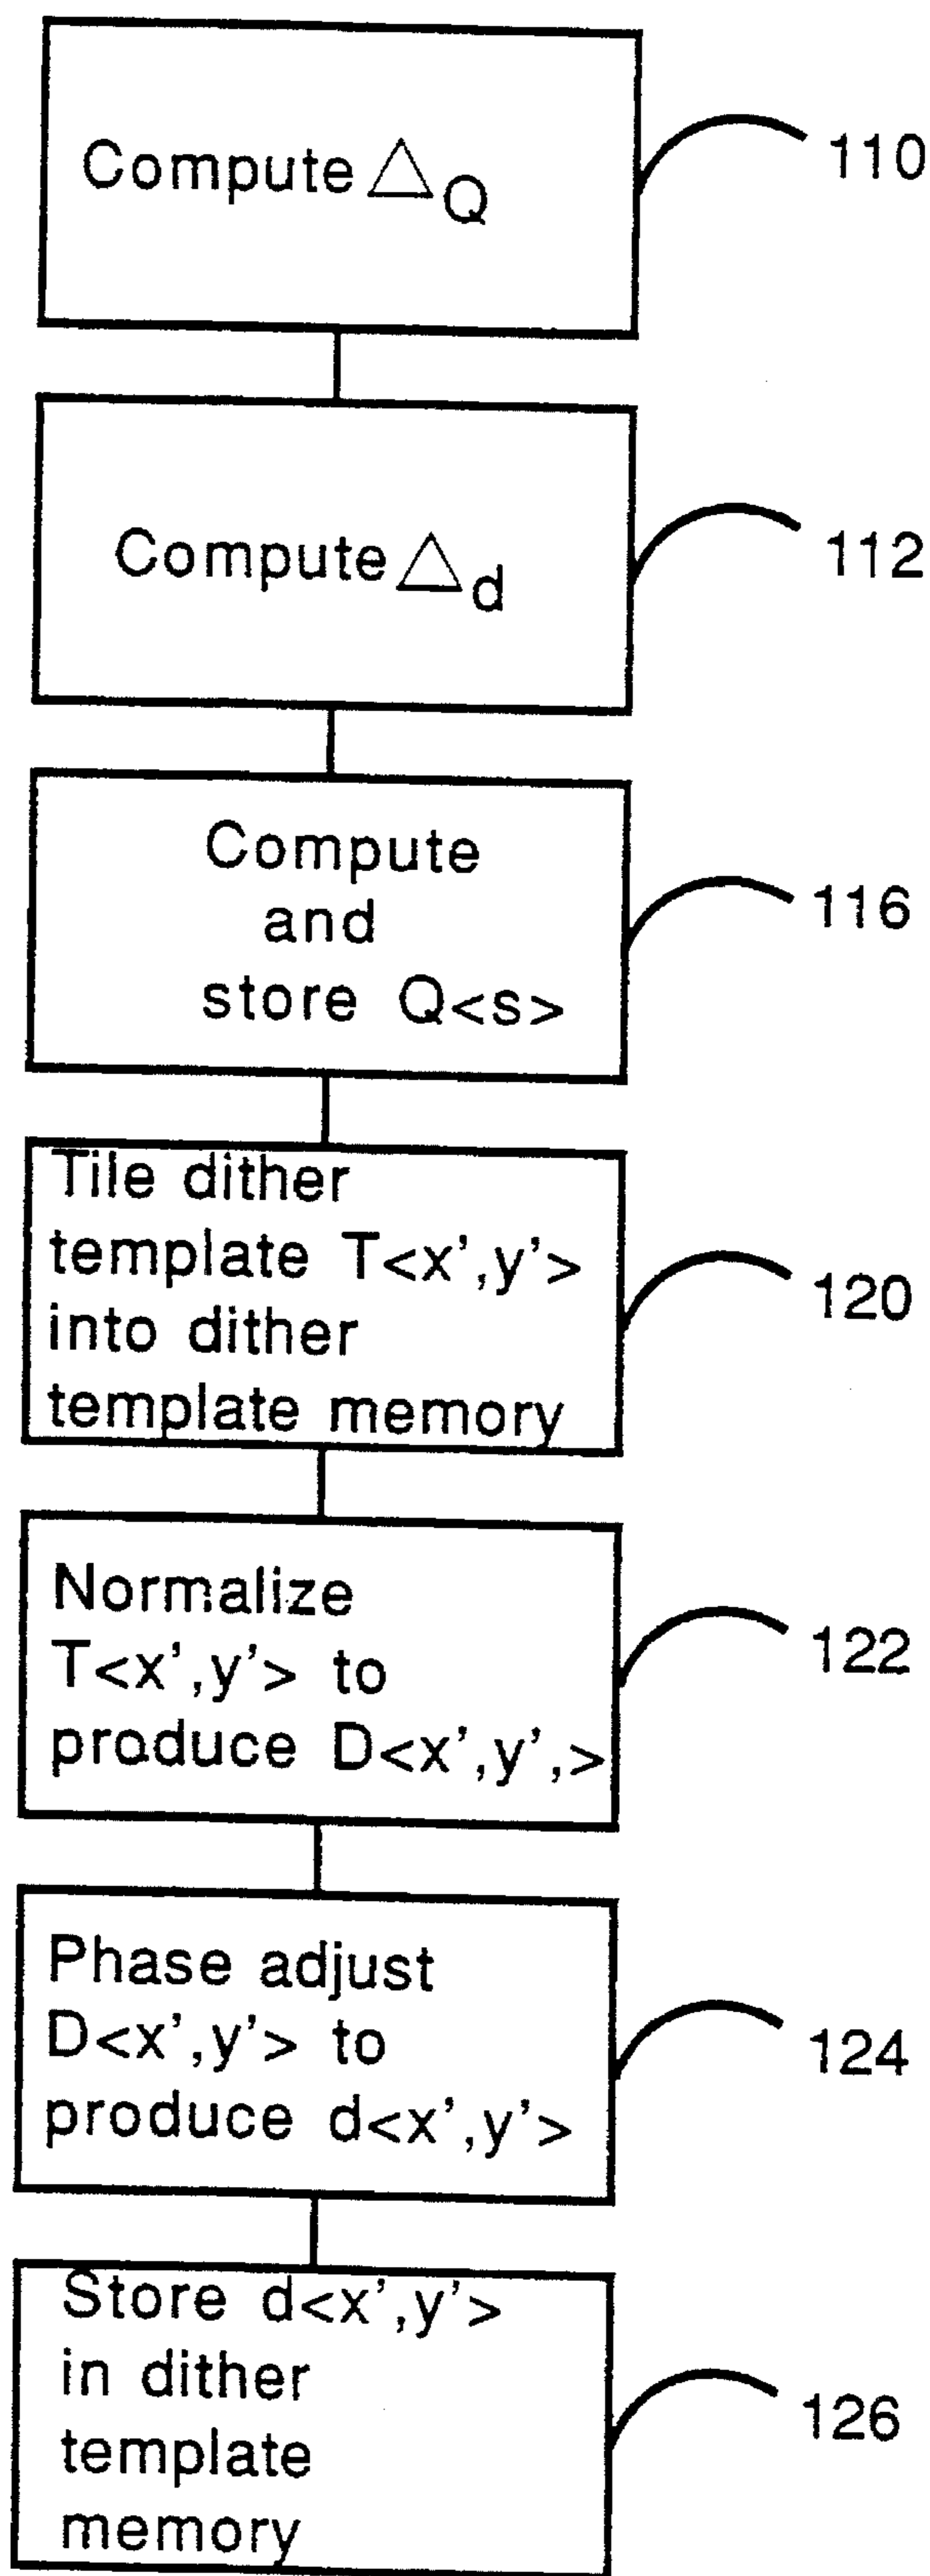 Compute △Q
110
Compute △d
112
Compute
and
store Q<s>
116
Tile dither
template T<x',y'>
into dither
template memory
120
Normalize
T<x',y'> to
produce D<x',y',>
122
Phase adjust
D<x',y'> to
produce d<x',y'>
124
Store d<x',y'>
in dither
template
memory
126